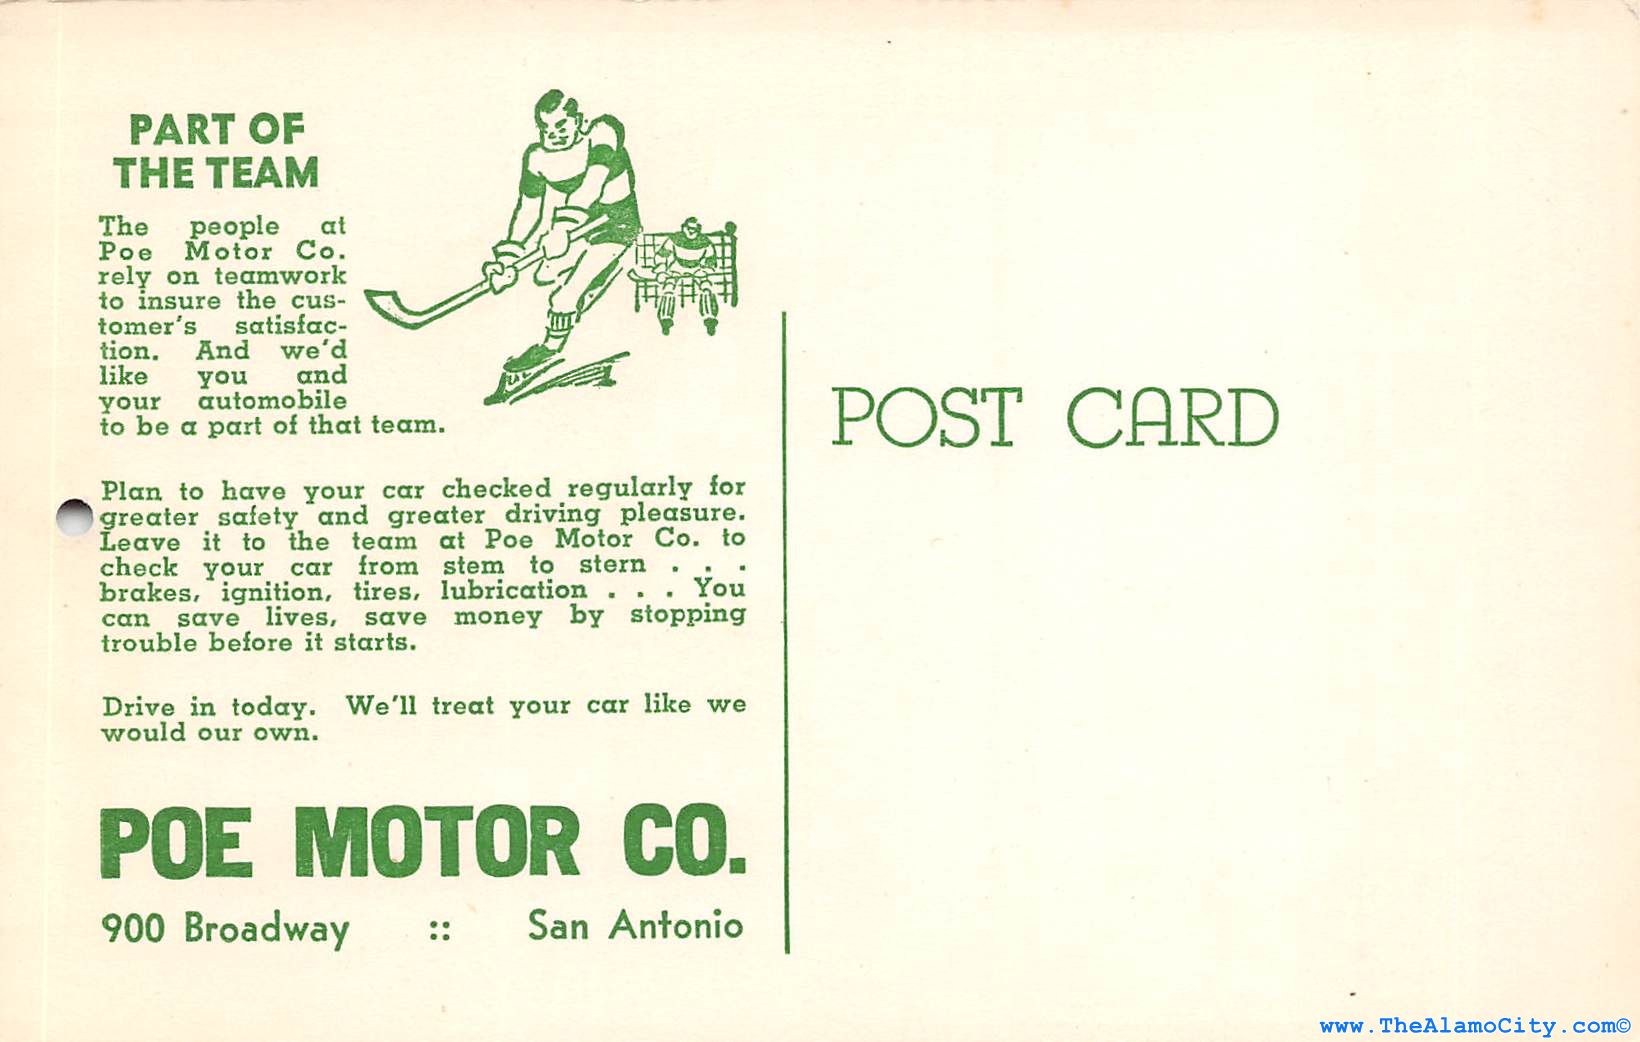 PART OF
THE TEAM
The people at
Poe Motor Co.
rely on teamwork
to insure the cus-
tomer's satisfac-
tion. And we'd
like you and
your automobile
to be a part of that team.
Plan to have your car checked regularly for
greater safety and greater driving pleasure.
Leave it to the team at Poe Motor Co. to
check your car from stem to stern . . .
brakes, ignition, tires, lubrication . . . You
can save lives, save money by stopping
trouble before it starts.
Drive in today. We'll treat your car like we
would our own.
POE MOTOR CO.
900 Broadway :: San Antonio
POST CARD
www.TheAlamoCity.com©